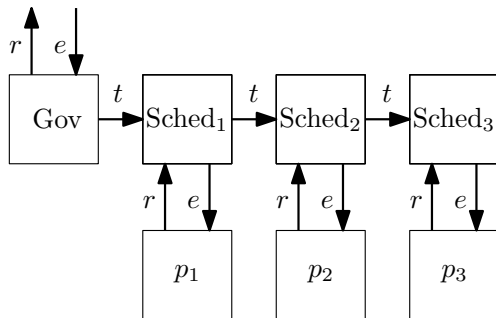 r e
t t t
Gov Sched₁ Sched₂ Sched₃
r e r e r e
p₁ p₂ p₃